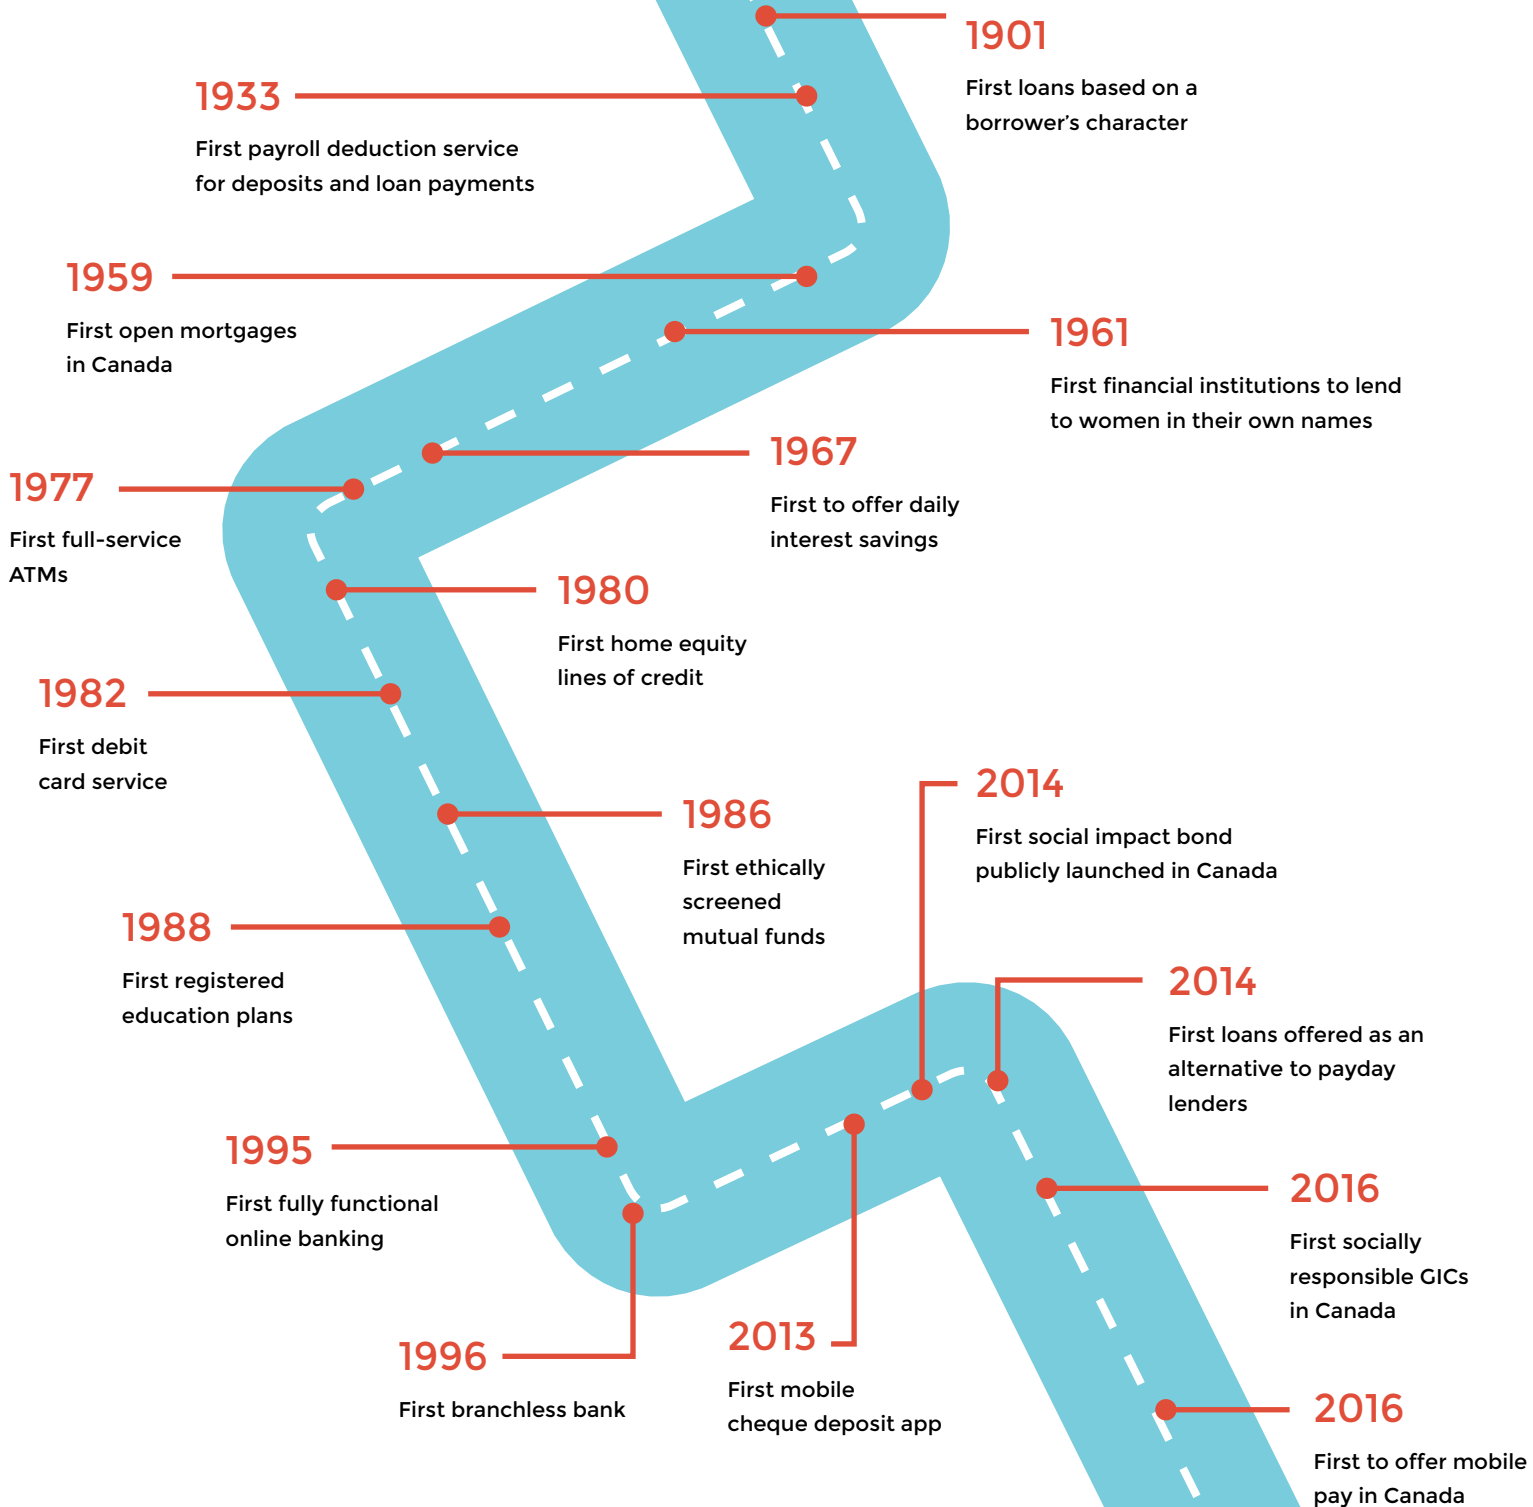 1901
First loans based on a
borrower’s character
1933
First payroll deduction service
for deposits and loan payments
1959
First open mortgages
in Canada
1961
First financial institutions to lend
to women in their own names
1967
First to offer daily
interest savings
1977
First full-service
ATMs
1980
First home equity
lines of credit
1982
First debit
card service
1986
First ethically
screened
mutual funds
1988
First registered
education plans
1995
First fully functional
online banking
1996
First branchless bank
2013
First mobile
cheque deposit app
2014
First social impact bond
publicly launched in Canada
2014
First loans offered as an
alternative to payday
lenders
2016
First socially
responsible GICs
in Canada
2016
First to offer mobile
pay in Canada